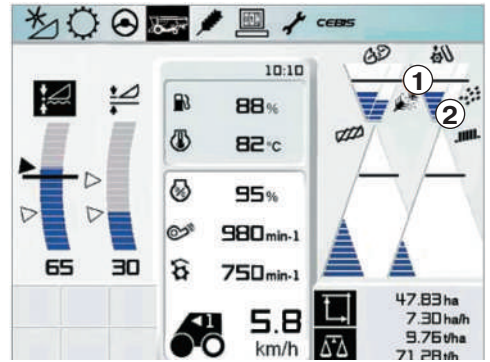 CEBIS
10:10
88 %
82 °C
95 %
980 min-1
750 min-1
65
30
1
5.8
km/h
1
2
47.83 ha
7.30 ha/h
9.76 t/ha
71.28 t/h